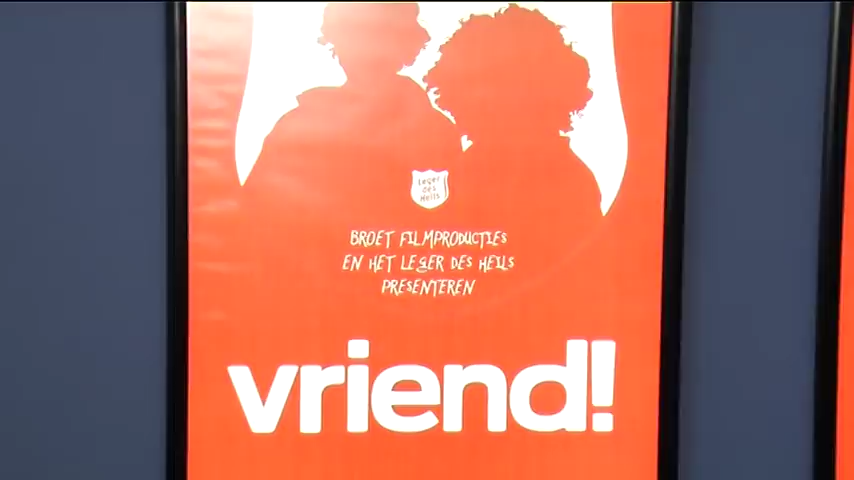 Leger
des
Heils
BROET FILMPRODUCTIES
EN HET LEGER DES HEILS
PRESENTEREN
vriend!